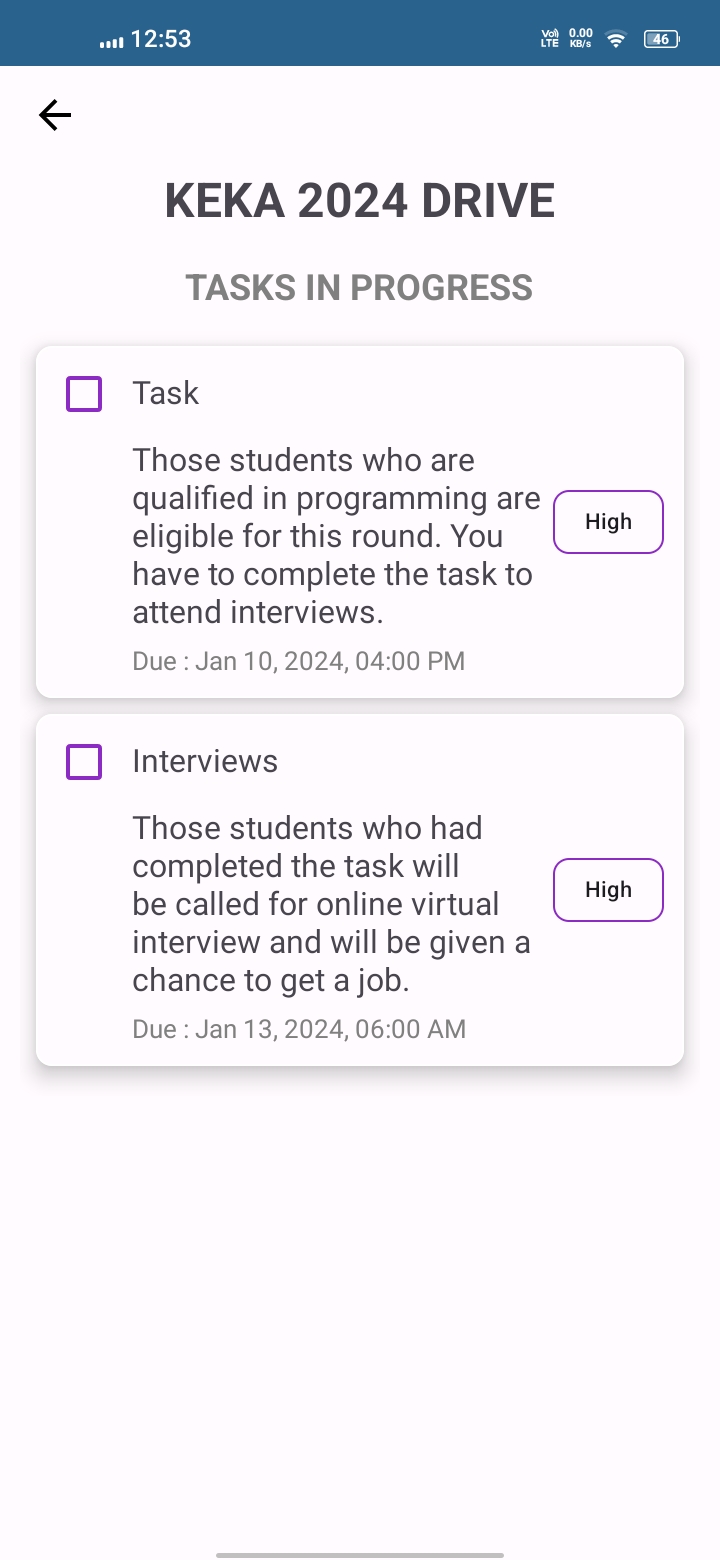 12:53
Vo))
LTE
0.00
KB/s
46
KEKA 2024 DRIVE
TASKS IN PROGRESS
Task
Those students who are
qualified in programming are
eligible for this round. You
have to complete the task to
attend interviews.
High
Due : Jan 10, 2024, 04:00 PM
Interviews
Those students who had
completed the task will
be called for online virtual
interview and will be given a
chance to get a job.
High
Due : Jan 13, 2024, 06:00 AM